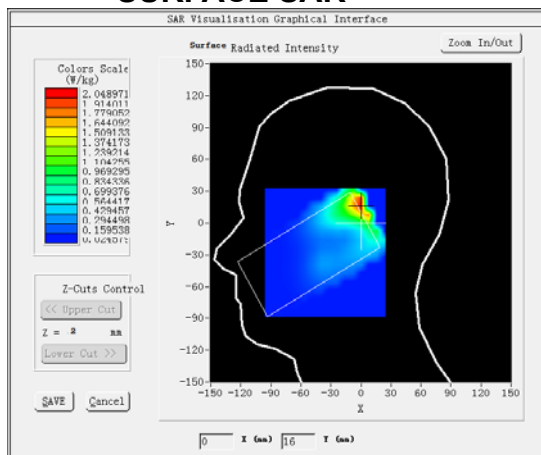 SURFACE SAR
SAR Visualisation Graphical Interface
Surface Radiated Intensity
Zoom In/Out
Colors Scale
(W/kg)
2.048971
1.914011
1.779052
1.644092
1.509133
1.374173
1.239214
1.104255
0.969295
0.834336
0.699376
0.564417
0.429457
0.294498
0.159538
0.024579
150
120
90
60
30
0
-30
-60
-90
-120
-150
Y
-150 -120 -90 -60 -30 0 30 60 90 120 150
X
Z-Cuts Control
<< Upper Cut
Z = 2 mm
Lower Cut >>
SAVE Cancel
0 X (mm) 16 Y (mm)